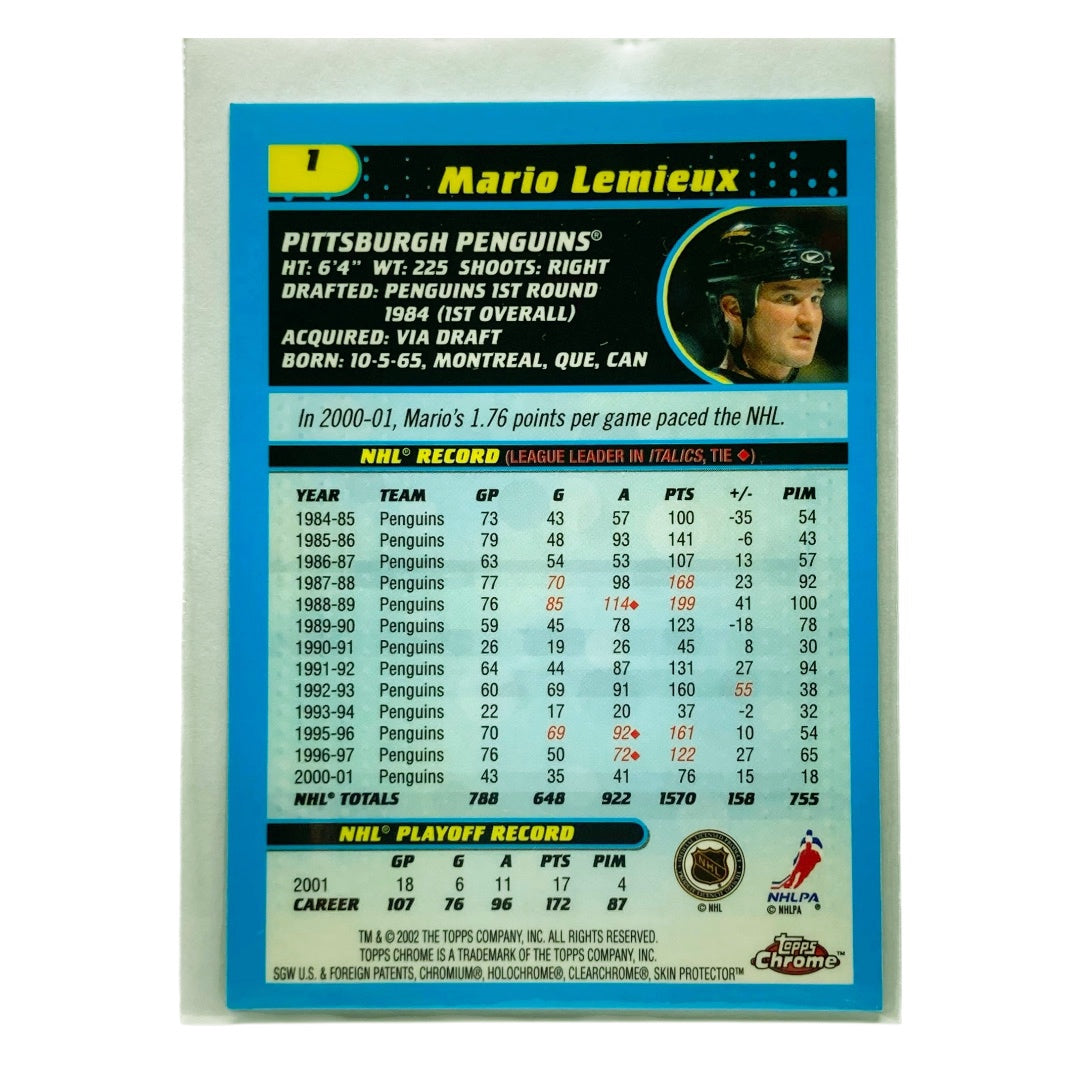 1
Mario Lemieux
PITTSBURGH PENGUINS®
HT: 6'4" WT: 225 SHOOTS: RIGHT
DRAFTED: PENGUINS 1ST ROUND
1984 (1ST OVERALL)
ACQUIRED: VIA DRAFT
BORN: 10-5-65, MONTREAL, QUE, CAN
In 2000-01, Mario's 1.76 points per game paced the NHL.
NHL® RECORD (LEAGUE LEADER IN ITALICS, TIE ◆)
YEAR TEAM GP G A PTS +/- PIM
1984-85 Penguins 73 43 57 100 -35 54
1985-86 Penguins 79 48 93 141 -6 43
1986-87 Penguins 63 54 53 107 13 57
1987-88 Penguins 77 70 98 168 23 92
1988-89 Penguins 76 85 114◆ 199 41 100
1989-90 Penguins 59 45 78 123 -18 78
1990-91 Penguins 26 19 26 45 8 30
1991-92 Penguins 64 44 87 131 27 94
1992-93 Penguins 60 69 91 160 55 38
1993-94 Penguins 22 17 20 37 -2 32
1995-96 Penguins 70 69 92◆ 161 10 54
1996-97 Penguins 76 50 72◆ 122 27 65
2000-01 Penguins 43 35 41 76 15 18
NHL® TOTALS 788 648 922 1570 158 755
NHL® PLAYOFF RECORD
GP G A PTS PIM
2001 18 6 11 17 4
CAREER 107 76 96 172 87
NHL
© NHL
NHLPA ®
© NHLPA
TM & © 2002 THE TOPPS COMPANY, INC. ALL RIGHTS RESERVED.
TOPPS CHROME IS A TRADEMARK OF THE TOPPS COMPANY, INC.
SGW U.S. & FOREIGN PATENTS, CHROMIUM®, HOLOCHROME®, CLEARCHROME®, SKIN PROTECTOR™
Topps
Chrome™